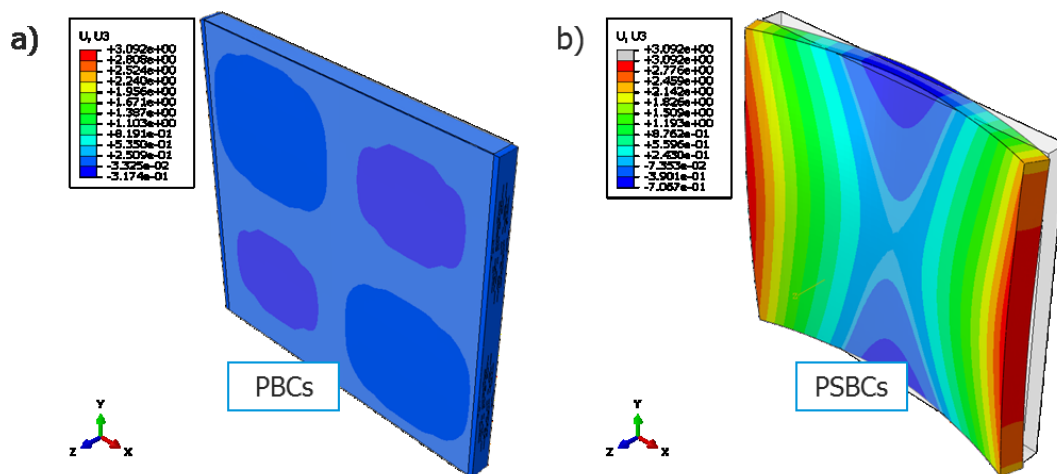 a)
U, U3
+3.092e+00
+2.808e+00
+2.524e+00
+2.240e+00
+1.956e+00
+1.671e+00
+1.387e+00
+1.103e+00
+8.191e-01
+5.350e-01
+2.509e-01
-3.325e-02
-3.174e-01
PBCs
Y
Z
X
b)
U, U3
+3.092e+00
+3.092e+00
+2.776e+00
+2.459e+00
+2.142e+00
+1.826e+00
+1.509e+00
+1.193e+00
+8.762e-01
+5.596e-01
+2.430e-01
-7.353e-02
-3.901e-01
-7.067e-01
PSBCs
Y
Z
X